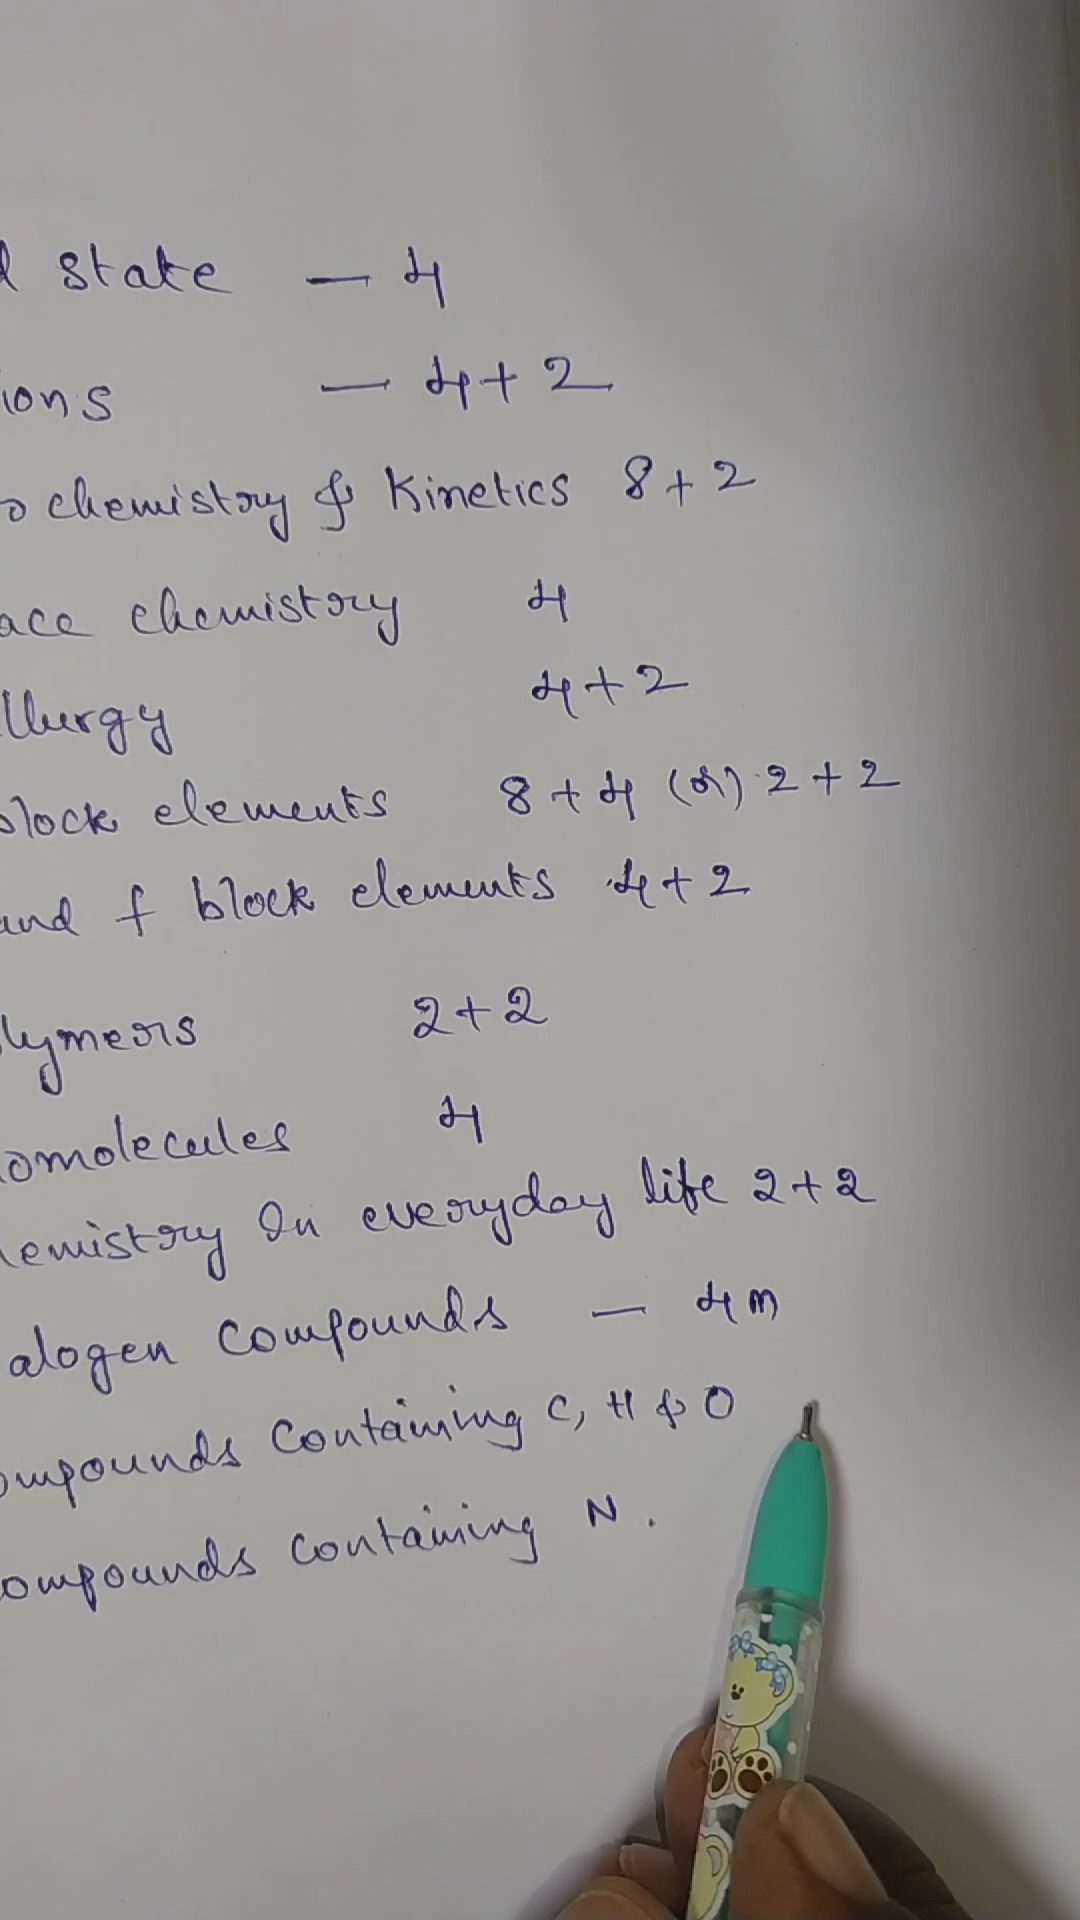 d state - 4
ions - 4+2
o chemistry & Kinetics 8+2
ace chemistry 4
llurgy 4+2
block elements 8+4 (or) 2+2
and f block elements 4+2
lymers 2+2
omolecules 4
hemistry In everyday life 2+2
alogen Compounds - 4m
ompounds Containing C, H & O
ompounds containing N.